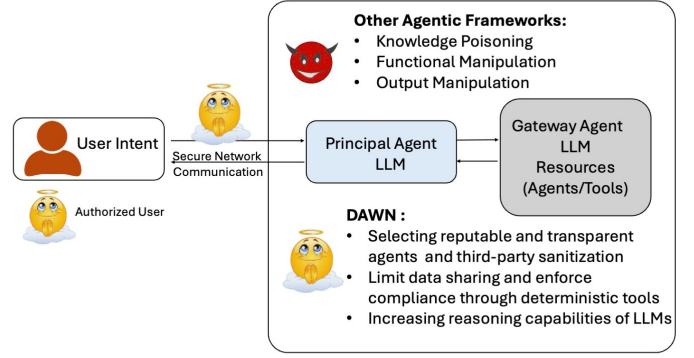 Other Agentic Frameworks:
• Knowledge Poisoning
• Functional Manipulation
• Output Manipulation
User Intent
Secure Network
Communication
Authorized User
Principal Agent
LLM
Gateway Agent
LLM
Resources
(Agents/Tools)
DAWN :
• Selecting reputable and transparent
agents and third-party sanitization
• Limit data sharing and enforce
compliance through deterministic tools
• Increasing reasoning capabilities of LLMs